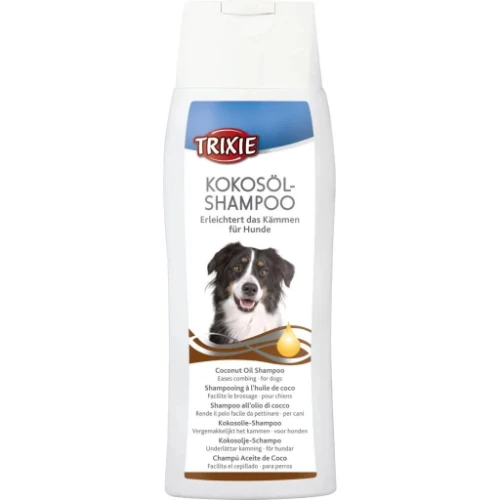 TRIXIE
KOKOSÖL-
SHAMPOO
Erleichtert das Kämmen
für Hunde
Coconut Oil Shampoo
Eases combing · for dogs
Shampooing à l'huile de coco
Facilite le brossage · pour chiens
Shampoo all'olio di cocco
Rende il pelo facile da pettinare · per cani
Kokosolie-Shampoo
Vergemakkelijkt het kammen · voor honden
Kokosolje-Schampo
Underlättar kamning · för hundar
Champú Aceite de Coco
Facilita el cepillado · para perros